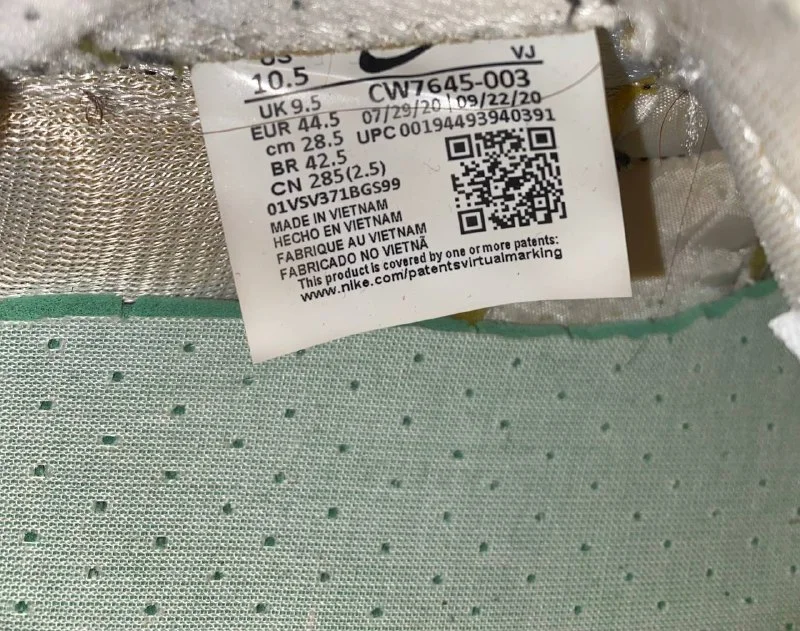 US VJ
10.5 CW7645-003
UK 9.5 07/29/20 | 09/22/20
EUR 44.5 UPC 00194493940391
cm 28.5
BR 42.5
CN 285(2.5)
01VSV371BGS99
MADE IN VIETNAM
HECHO EN VIETNAM
FABRIQUE AU VIETNAM
FABRICADO NO VIETNÃ
This product is covered by one or more patents:
www.nike.com/patentsvirtualmarking